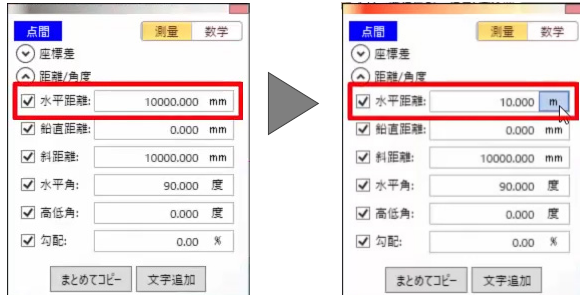 点間 測量 数学
座標差
距離/角度
水平距離: 10000.000 mm
鉛直距離: 0.000 mm
斜距離: 10000.000 mm
水平角: 90.000 度
高低角: 0.000 度
勾配: 0.00 %
まとめてコピー 文字追加
点間 測量 数学
座標差
距離/角度
水平距離: 10.000 m
鉛直距離: 0.000 mm
斜距離: 10000.000 mm
水平角: 90.000 度
高低角: 0.000 度
勾配: 0.00 %
まとめてコピー 文字追加